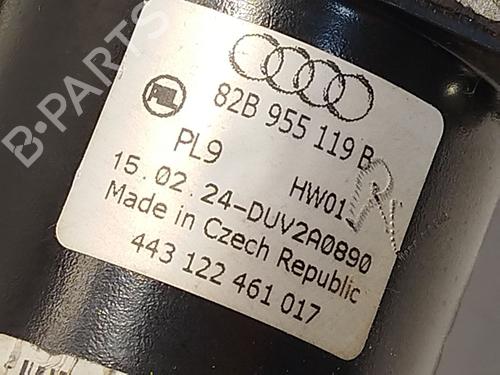 82B 955 119 B
PL9
HW01
R
15.02.24-DUV2A0890
Made in Czech Republic
443 122 461 017
B-PARTS